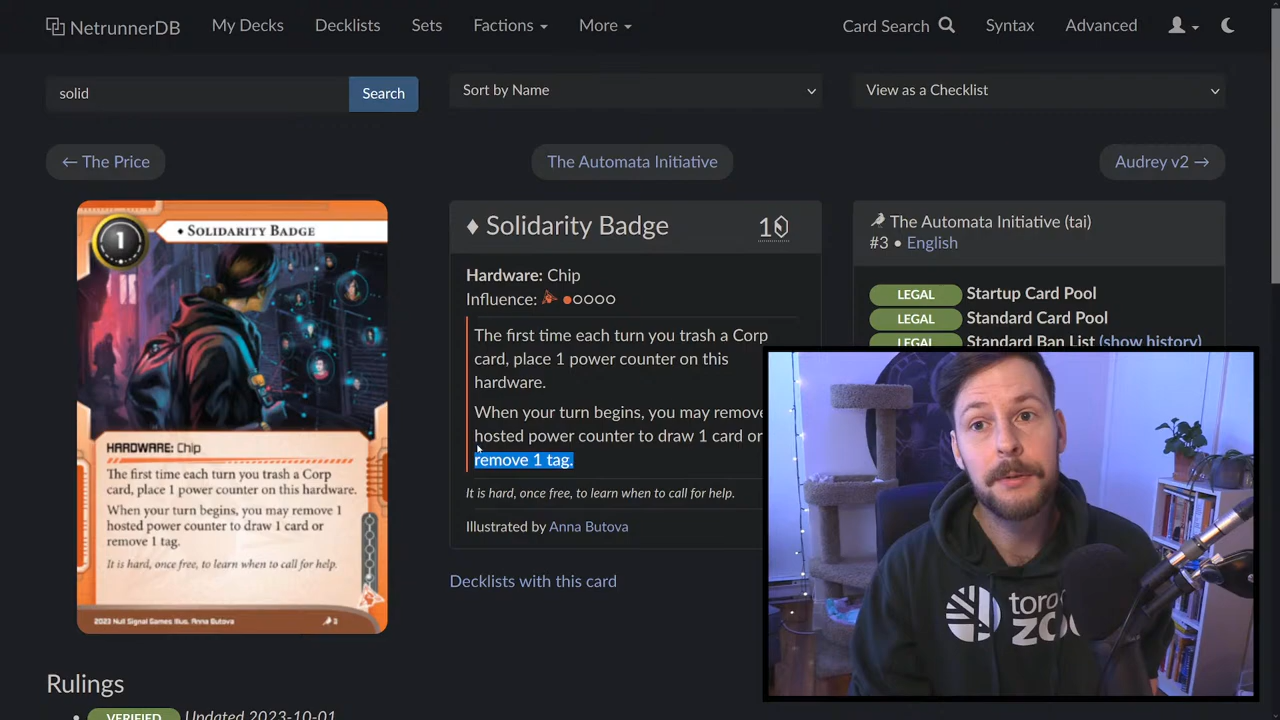 NetrunnerDB My Decks Decklists Sets Factions More Card Search Syntax Advanced
solid Search Sort by Name View as a Checklist
← The Price The Automata Initiative Audrey v2 →
1
♦ SOLIDARITY BADGE
HARDWARE: Chip
The first time each turn you trash a Corp
card, place 1 power counter on this hardware.
When your turn begins, you may remove 1
hosted power counter to draw 1 card or
remove 1 tag.
It is hard, once free, to learn when to call for help.
2023 Null Signal Games Illus. Anna Butova
3
♦ Solidarity Badge 1
Hardware: Chip
Influence:
The first time each turn you trash a Corp
card, place 1 power counter on this
hardware.
When your turn begins, you may remove
hosted power counter to draw 1 card or
remove 1 tag.
It is hard, once free, to learn when to call for help.
Illustrated by Anna Butova
Decklists with this card
The Automata Initiative (tai)
#3 • English
LEGAL Startup Card Pool
LEGAL Standard Card Pool
LEGAL Standard Ban List (show history)
toro
ZO
Rulings
VERIFIED Updated 2023-10-01